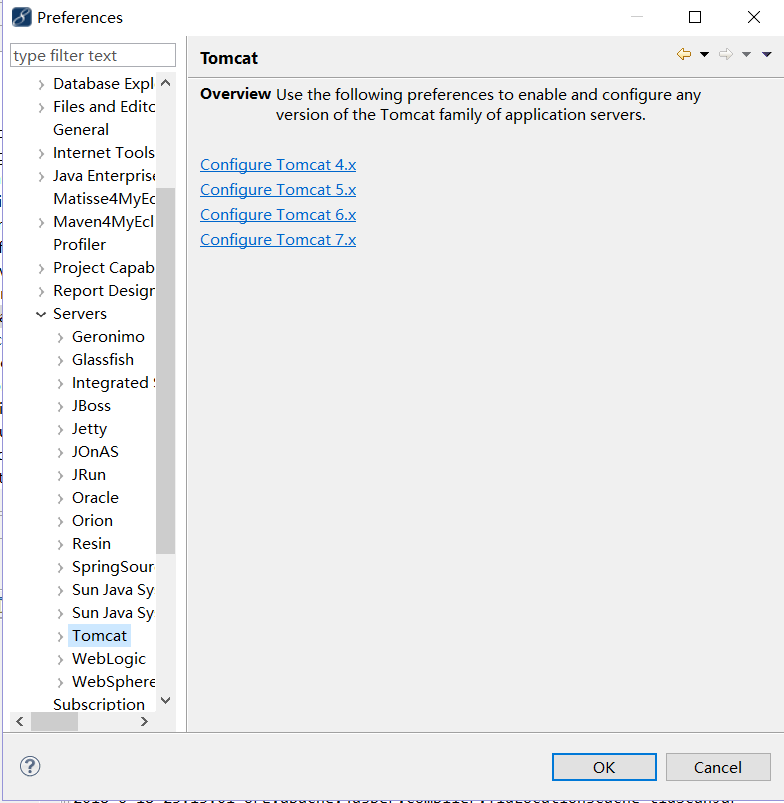 Preferences
type filter text
Database Expl
Files and Editc
General
Internet Tools
Java Enterprise
Matisse4MyEc
Maven4MyEcl
Profiler
Project Capab
Report Design
Servers
Geronimo
Glassfish
Integrated
JBoss
Jetty
JOnAS
JRun
Oracle
Orion
Resin
SpringSour
Sun Java Sy
Sun Java Sy
Tomcat
WebLogic
WebSphere
Subscription
Tomcat
Overview Use the following preferences to enable and configure any
version of the Tomcat family of application servers.
Configure Tomcat 4.x
Configure Tomcat 5.x
Configure Tomcat 6.x
Configure Tomcat 7.x
OK
Cancel